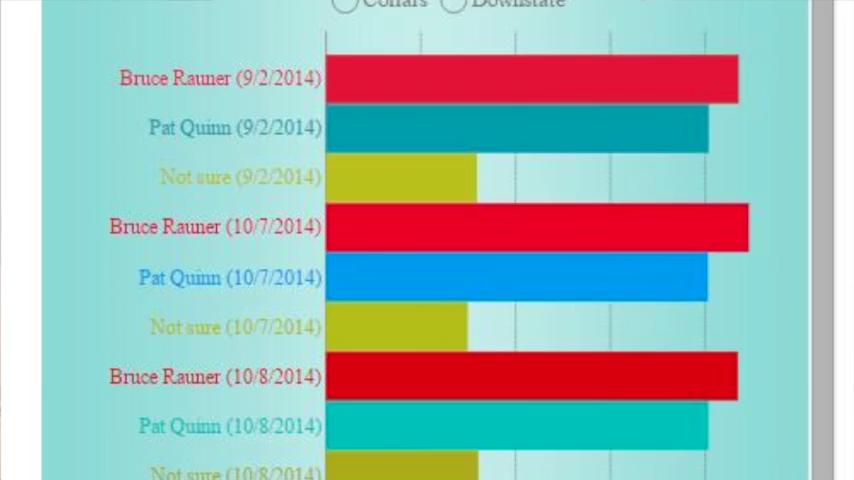 Collars Downstate
Bruce Rauner (9/2/2014)
Pat Quinn (9/2/2014)
Not sure (9/2/2014)
Bruce Rauner (10/7/2014)
Pat Quinn (10/7/2014)
Not sure (10/7/2014)
Bruce Rauner (10/8/2014)
Pat Quinn (10/8/2014)
Not sure (10/8/2014)